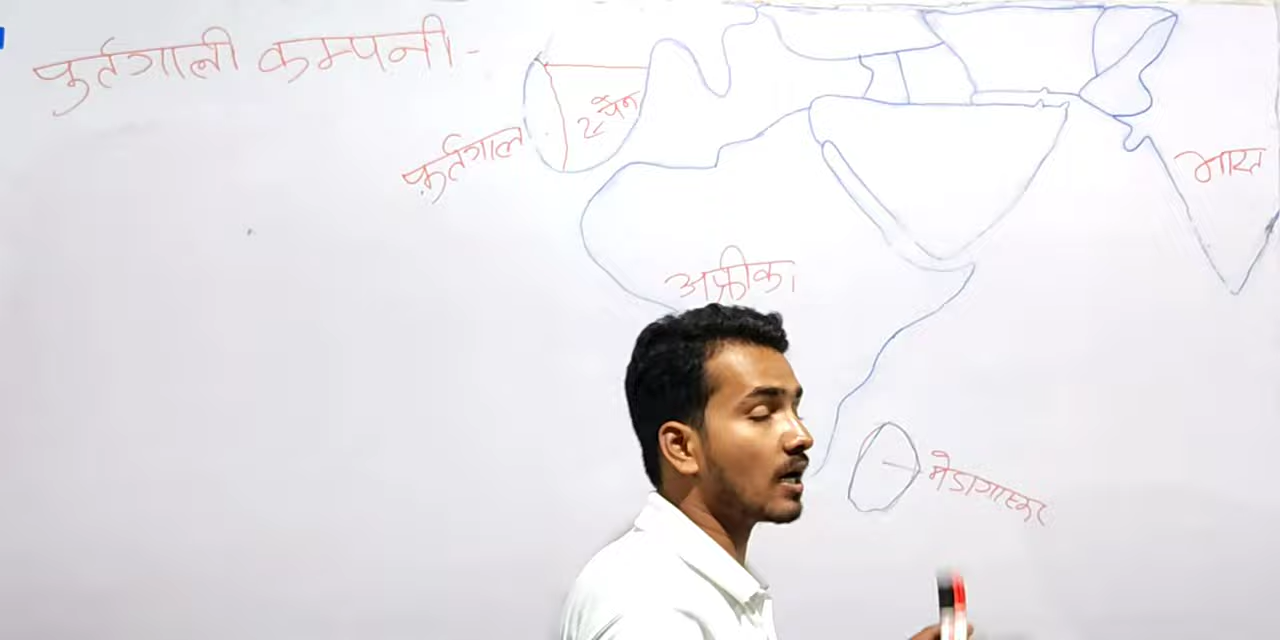 पुर्तगाली कम्पनी -
पुर्तगाल
स्पेन
भारत
अफ्रीका
मेडागास्कर